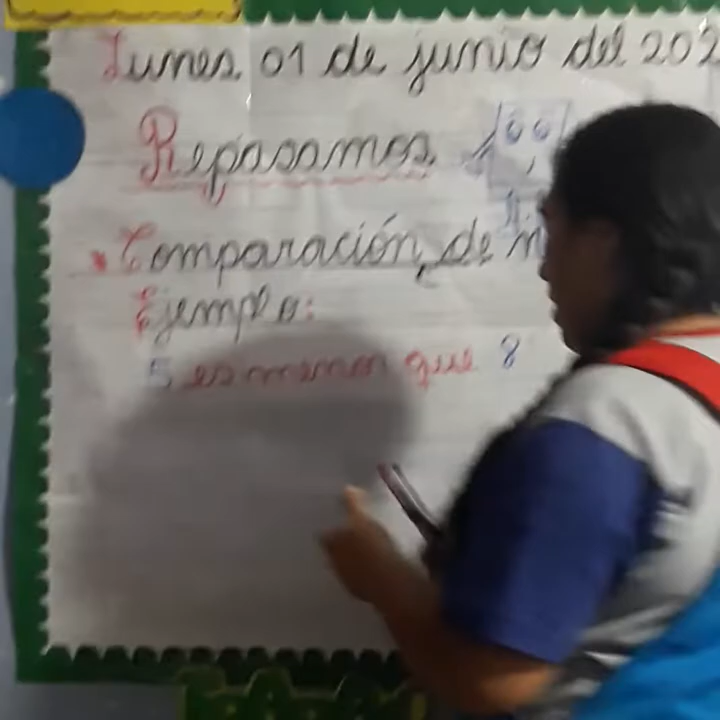 Lunes 01 de junio del 202
Repasamos
Comparación de
Ejemplo:
5 es menor que 8